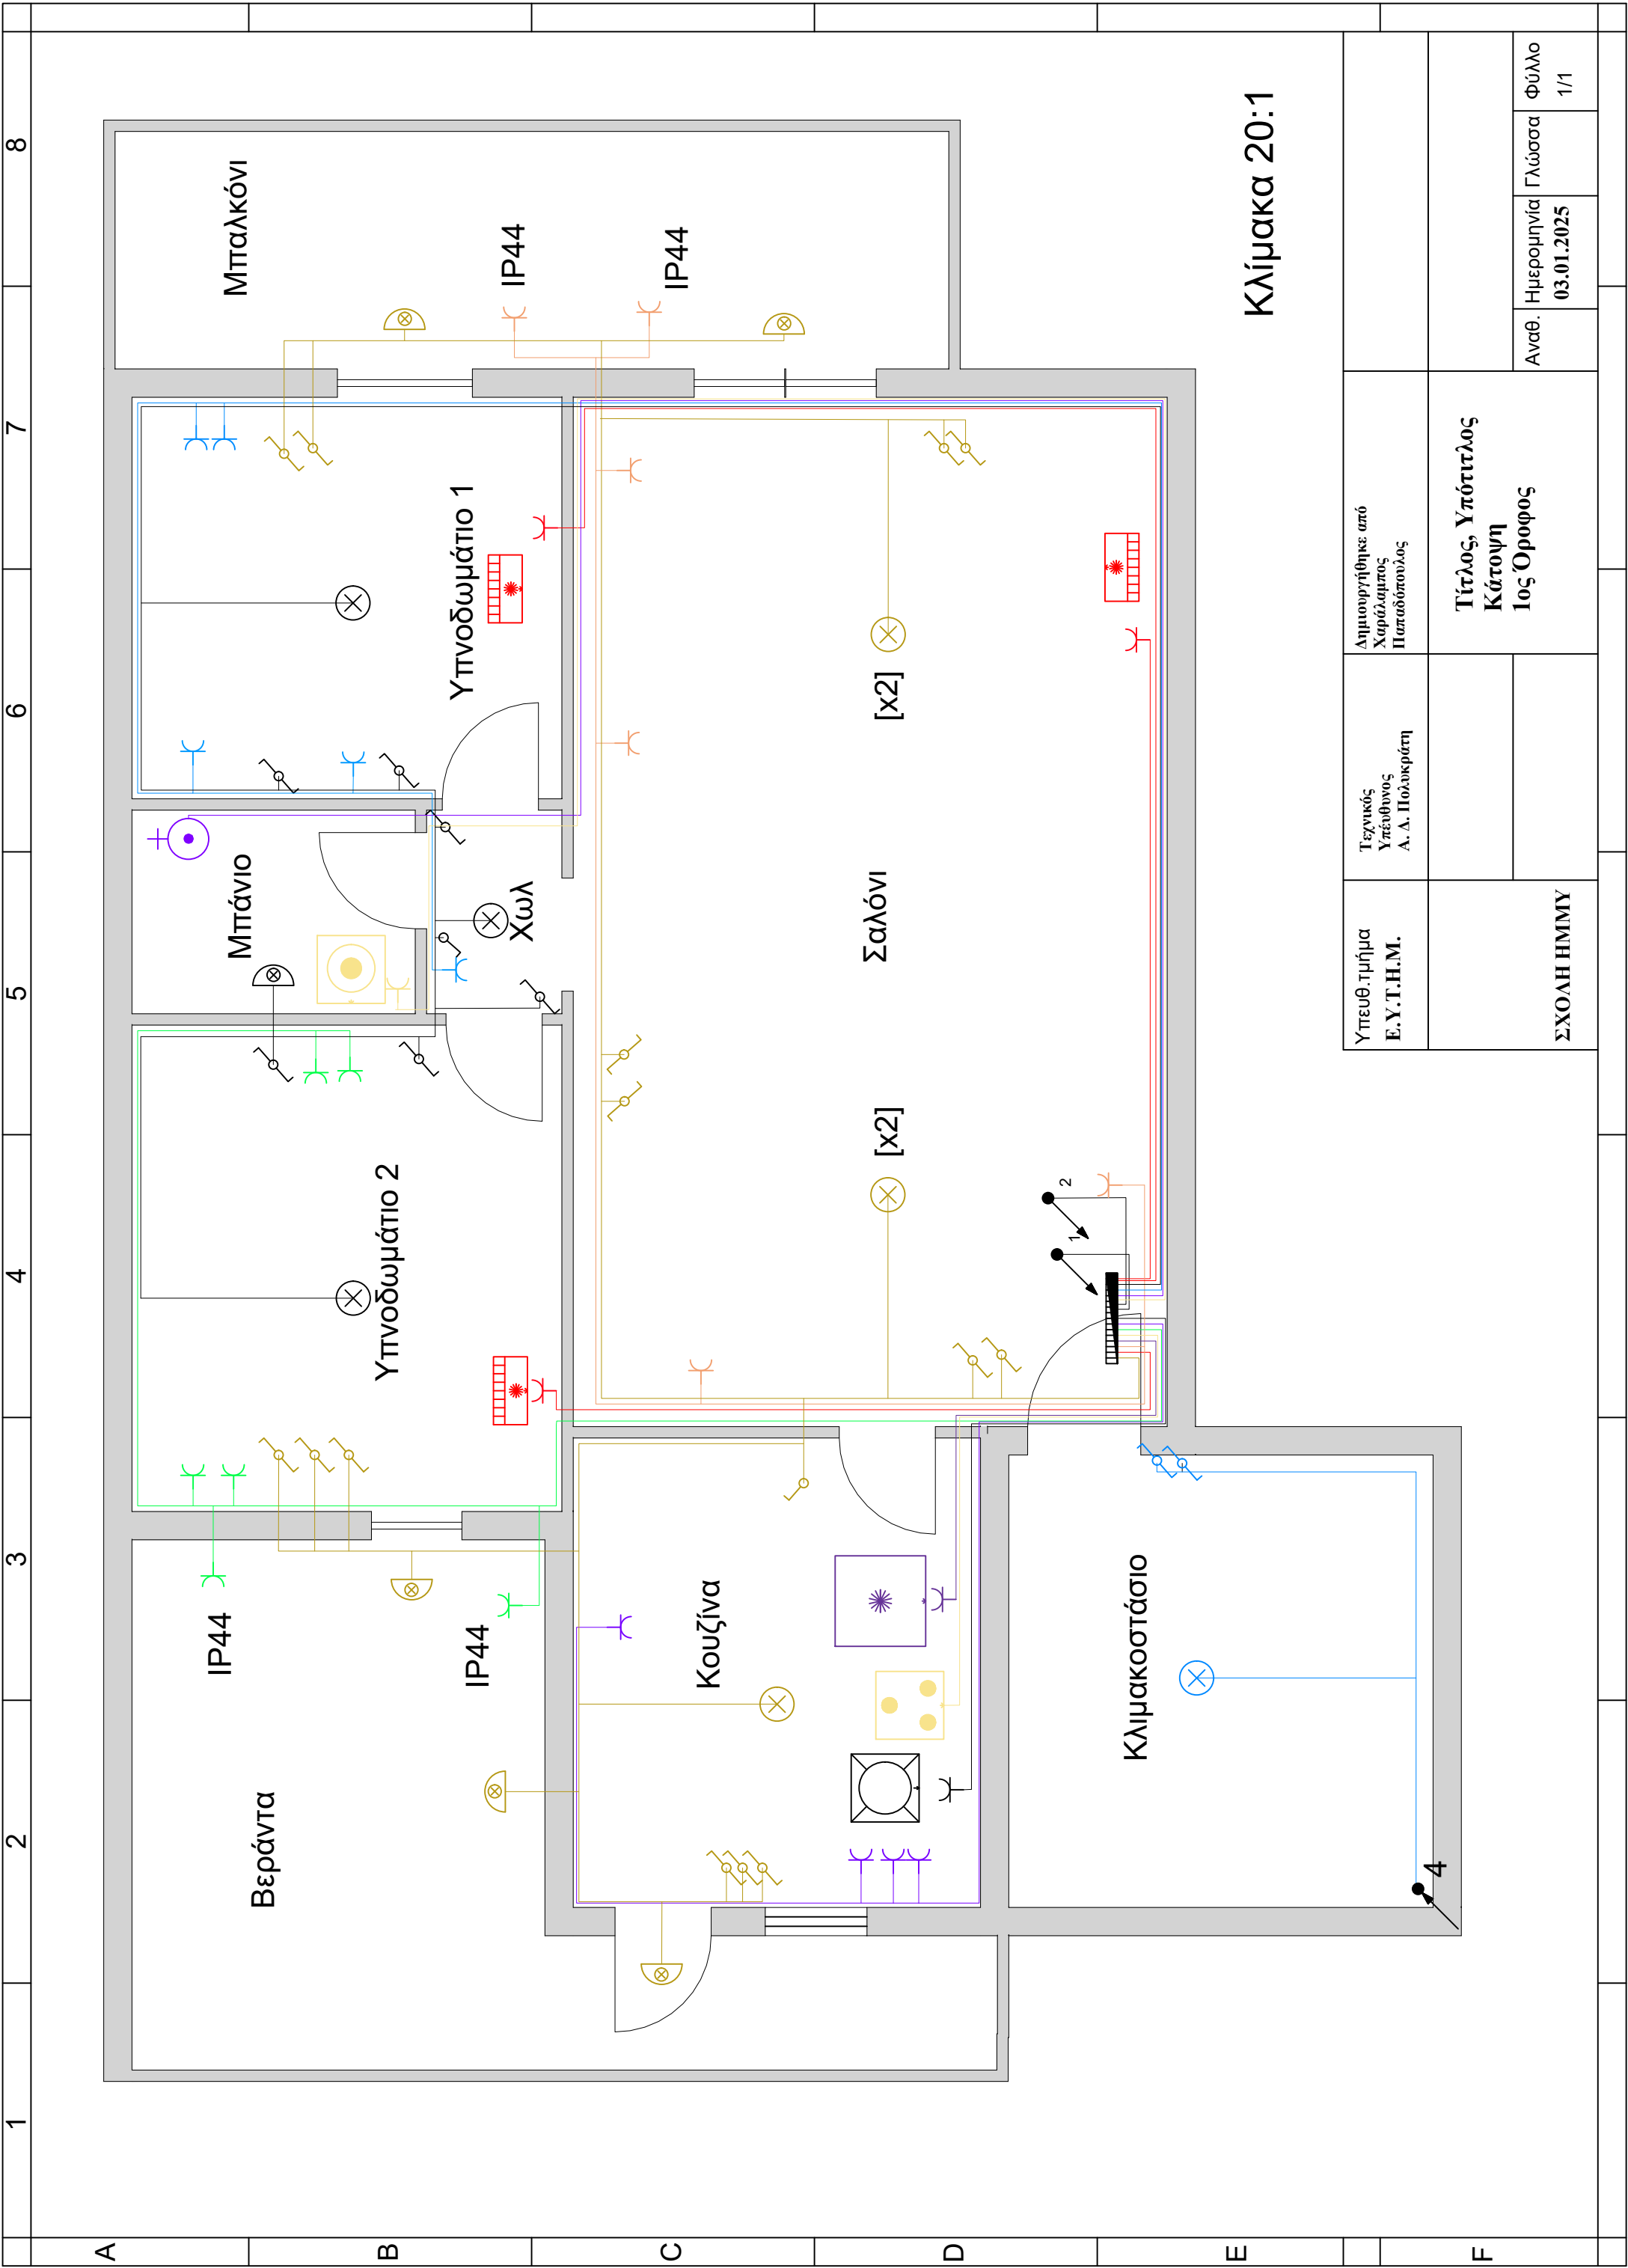 1
2
3
4
5
6
7
8
A
B
C
D
E
F
Βεράντα
IP44
IP44
Υπνοδωμάτιο 2
Μπάνιο
Χωλ
Υπνοδωμάτιο 1
Μπαλκόνι
IP44
IP44
Κουζίνα
Σαλόνι
[x2]
[x2]
1
2
Κλιμακοστάσιο
4
Κλίμακα 20:1
Υπευθ.τμήμα
Ε.Υ.Τ.Η.Μ.
Τεχνικός
Υπέυθυνος
Α. Δ. Πολυκράτη
Δημιουργήθηκε από
Χαράλαμπος
Παπαδόπουλος
ΣΧΟΛΗ ΗΜΜΥ
Τίτλος, Υπότιτλος
Κάτοψη
1ος Όροφος
Αναθ.
Ημερομηνία
03.01.2025
Γλώσσα
Φύλλο
1/1